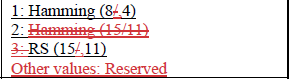 1: Hamming (8/,4)
2: Hamming (15/11)
3: RS (15/,11)
Other values: Reserved